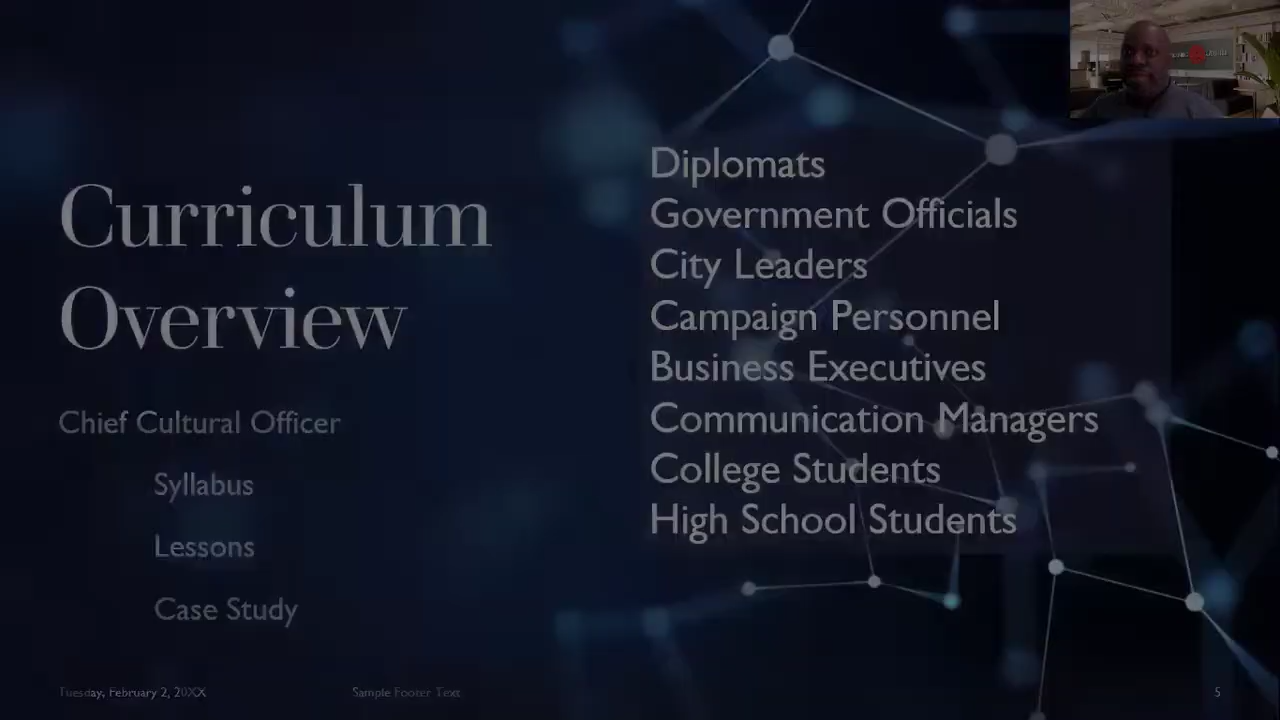 Curriculum
Overview
Chief Cultural Officer
Syllabus
Lessons
Case Study
Diplomats
Government Officials
City Leaders
Campaign Personnel
Business Executives
Communication Managers
College Students
High School Students
Tuesday, February 2, 20XX
Sample Footer Text
5